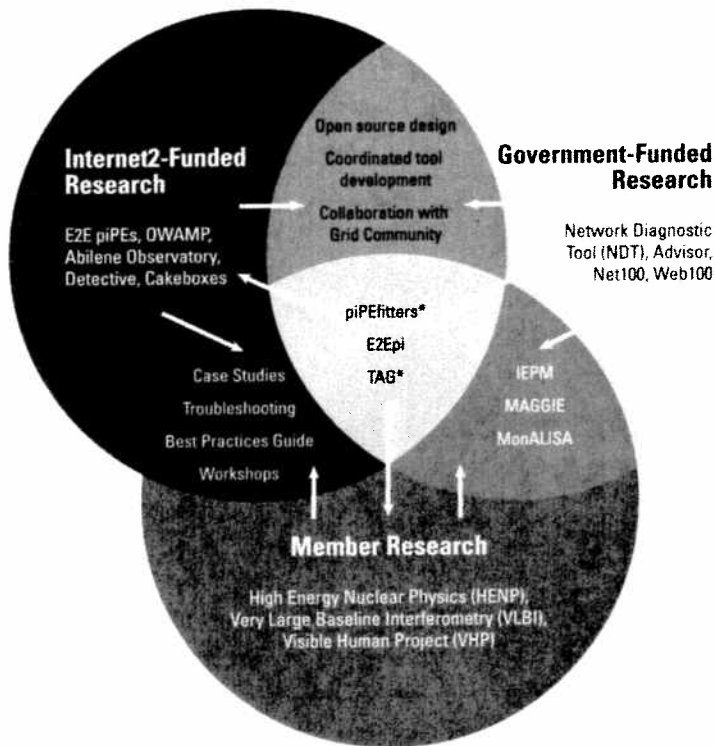 Open source design
Coordinated tool
development
Collaboration with
Grid Community
Internet2-Funded
Research
E2E piPEs, OWAMP,
Abilene Observatory,
Detective, Cakeboxes
Government-Funded
Research
Network Diagnostic
Tool (NDT), Advisor,
Net100, Web100
piPEfitters*
E2Epi
TAG*
Case Studies
Troubleshooting
Best Practices Guide
Workshops
IEPM
MAGGIE
MonALISA
Member Research
High Energy Nuclear Physics (HENP),
Very Large Baseline Interferometry (VLBI),
Visible Human Project (VHP)